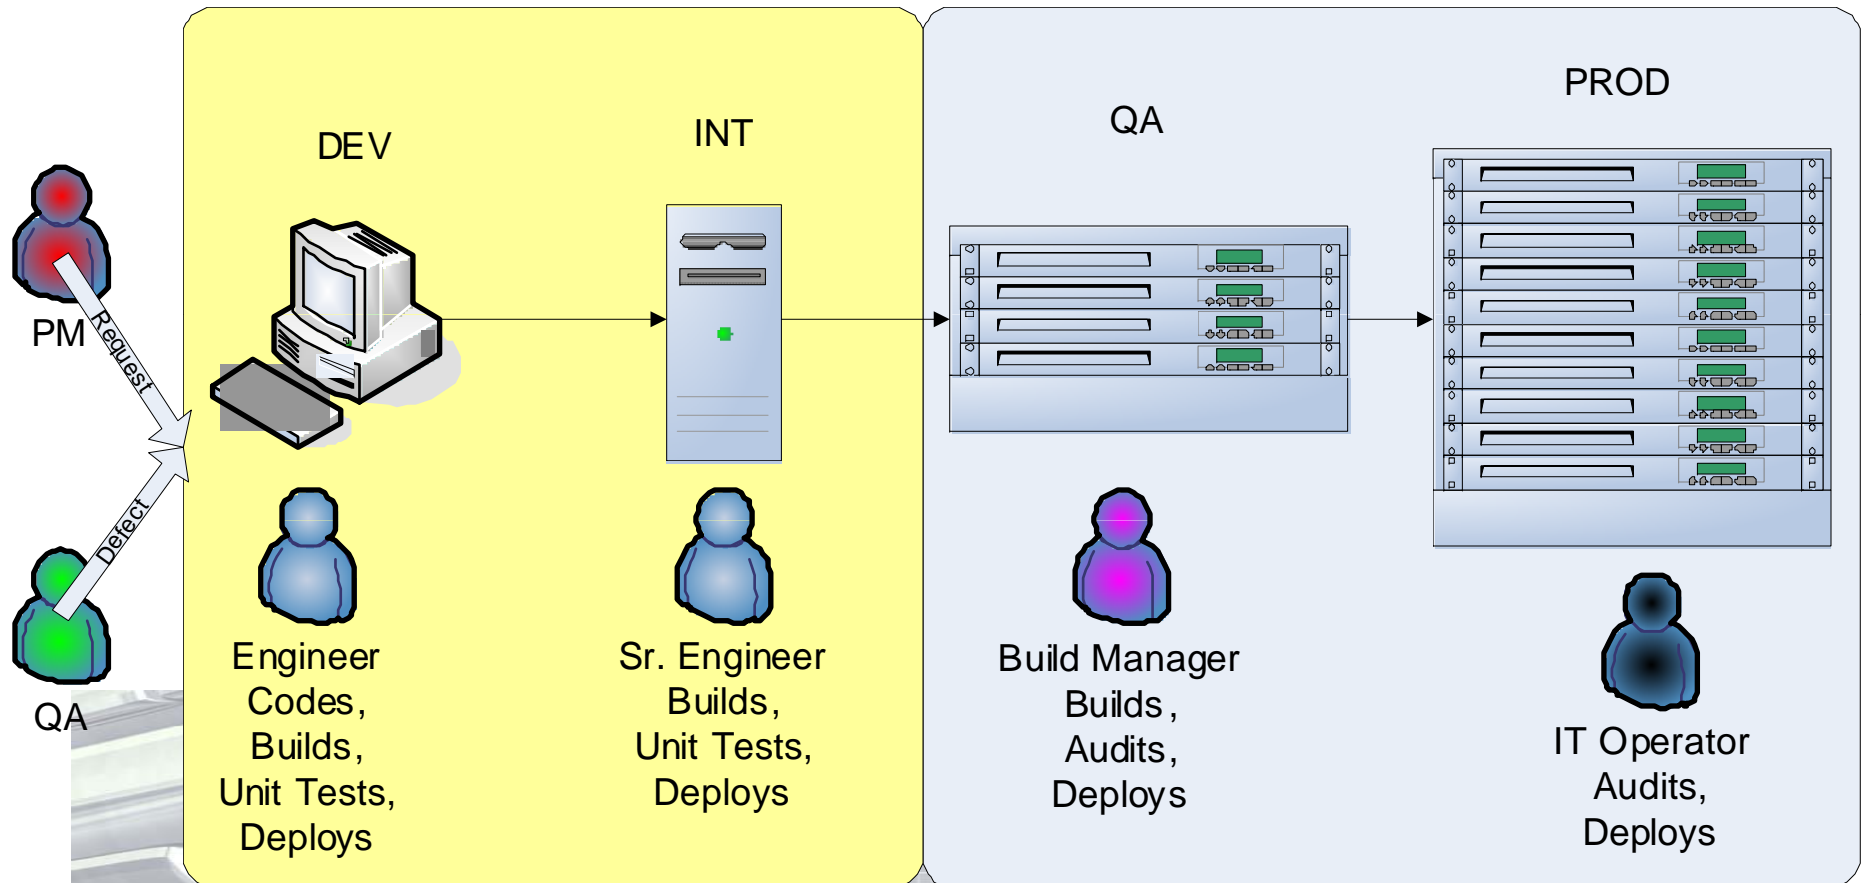 PM
Request
Defect
QA
DEV
Engineer
Codes,
Builds,
Unit Tests,
Deploys
INT
Sr. Engineer
Builds,
Unit Tests,
Deploys
QA
Build Manager
Builds,
Audits,
Deploys
PROD
IT Operator
Audits,
Deploys